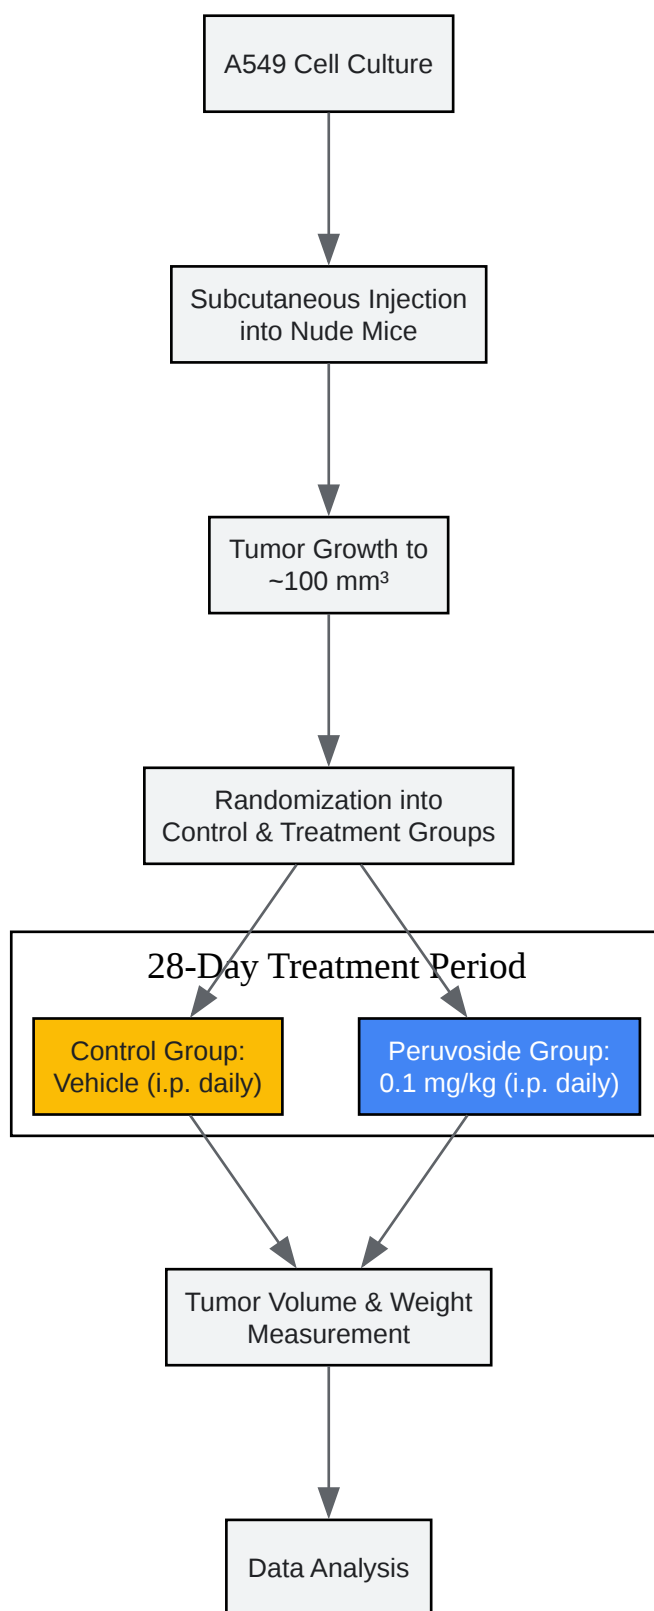 A549 Cell Culture
Subcutaneous Injection
into Nude Mice
Tumor Growth to
~100 mm³
Randomization into
Control & Treatment Groups
28-Day Treatment Period
Control Group:
Vehicle (i.p. daily)
Peruvoside Group:
0.1 mg/kg (i.p. daily)
Tumor Volume & Weight
Measurement
Data Analysis